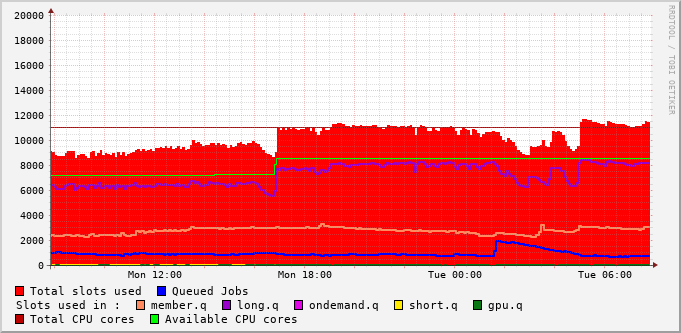 RRDTOOL / TOBI OETIKER
20000
18000
16000
14000
12000
10000
8000
6000
4000
2000
0
Mon 12:00 Mon 18:00 Tue 00:00 Tue 06:00
Total slots used Queued Jobs
Slots used in : member.q long.q ondemand.q short.q gpu.q
Total CPU cores Available CPU cores